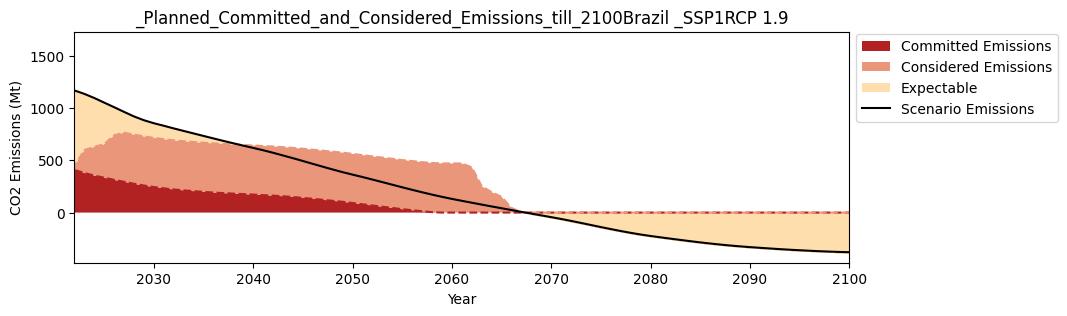 _Planned_Committed_and_Considered_Emissions_till_2100Brazil _SSP1RCP 1.9
CO2 Emissions (Mt)
1500
1000
500
0
2030 2040 2050 2060 2070 2080 2090 2100
Year
Committed Emissions
Considered Emissions
Expectable
Scenario Emissions